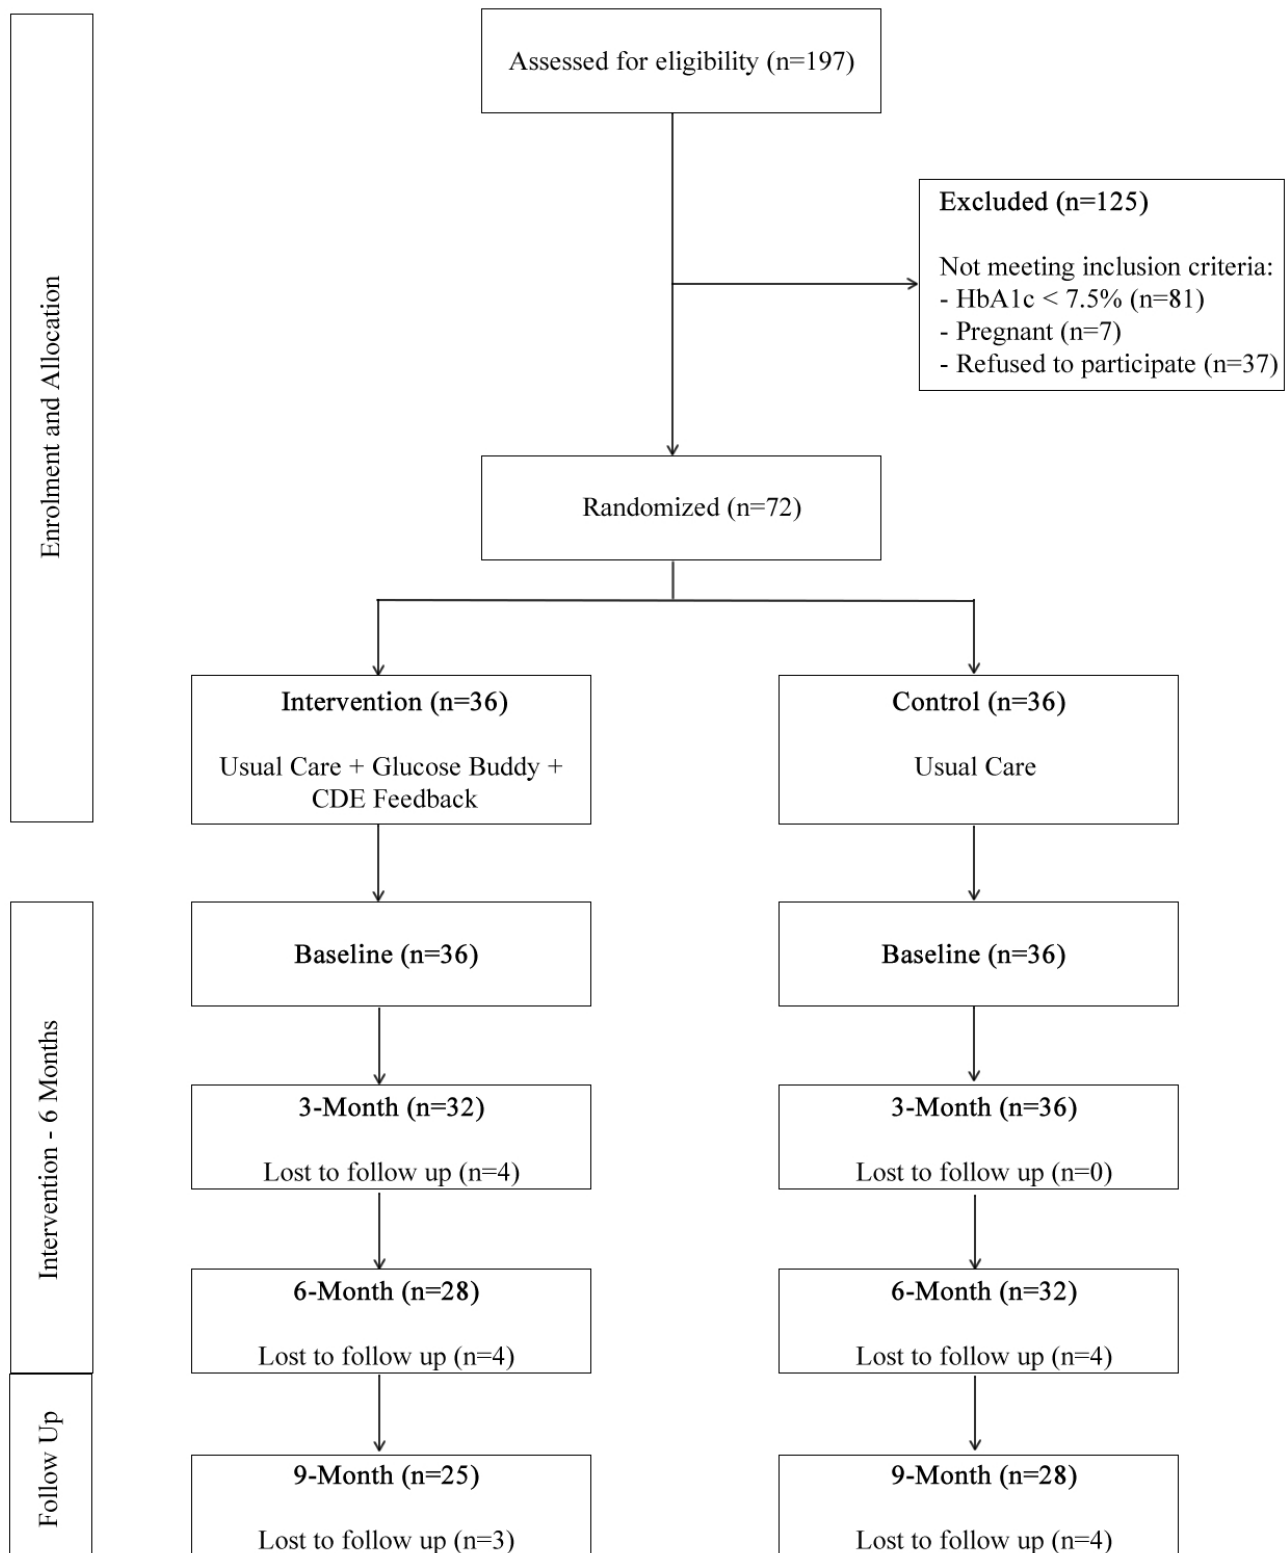 Assessed for eligibility (n=197)
Excluded (n=125)
Not meeting inclusion criteria:
- HbA1c < 7.5% (n=81)
- Pregnant (n=7)
- Refused to participate (n=37)
Enrolment and Allocation
Randomized (n=72)
Intervention (n=36)
Usual Care + Glucose Buddy +
CDE Feedback
Control (n=36)
Usual Care
Intervention - 6 Months
Baseline (n=36)
Baseline (n=36)
3-Month (n=32)
Lost to follow up (n=4)
3-Month (n=36)
Lost to follow up (n=0)
6-Month (n=28)
Lost to follow up (n=4)
6-Month (n=32)
Lost to follow up (n=4)
Follow Up
9-Month (n=25)
Lost to follow up (n=3)
9-Month (n=28)
Lost to follow up (n=4)